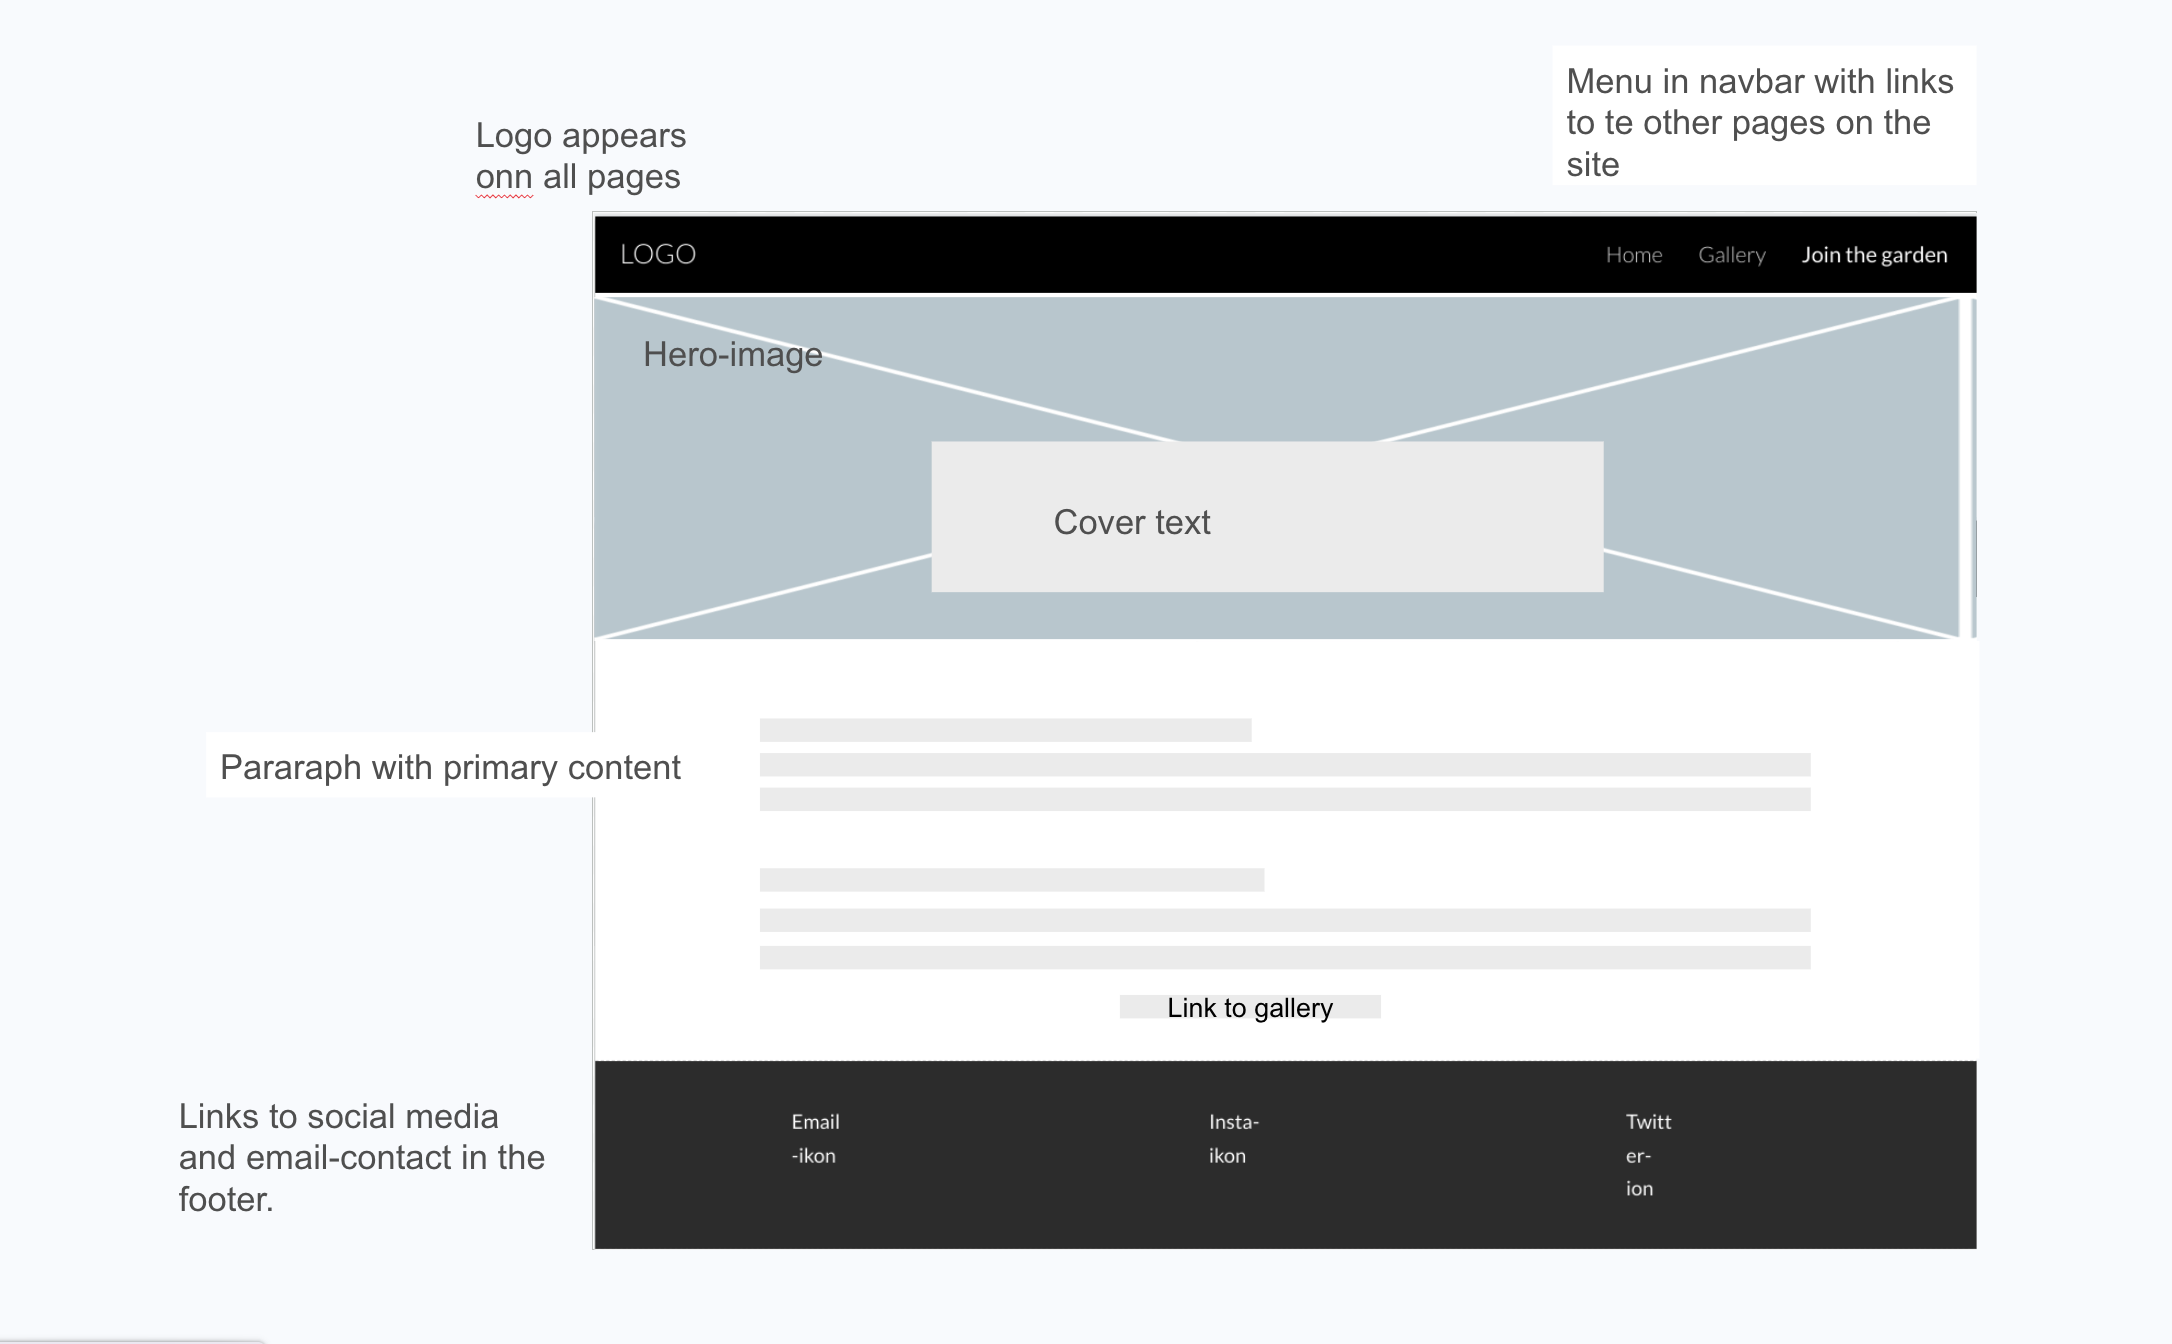 Menu in navbar with links
to te other pages on the
site
Logo appears
onn all pages
LOGO
Home
Gallery
Join the garden
Hero-image
Cover text
Pararaph with primary content
Link to gallery
Links to social media
and email-contact in the
footer.
Email
-ikon
Insta-
ikon
Twitt
er-
ion